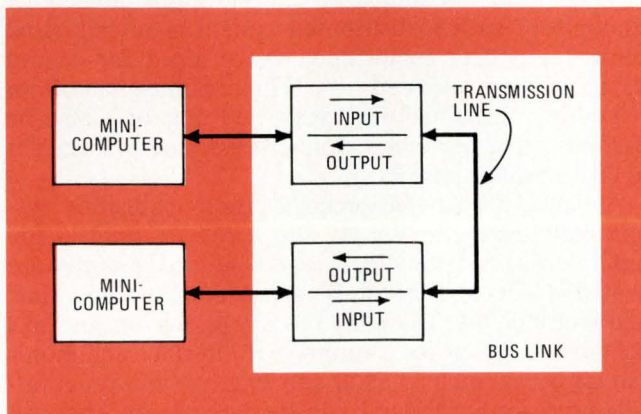 MINI-
COMPUTER
INPUT
OUTPUT
TRANSMISSION
LINE
MINI-
COMPUTER
OUTPUT
INPUT
BUS LINK